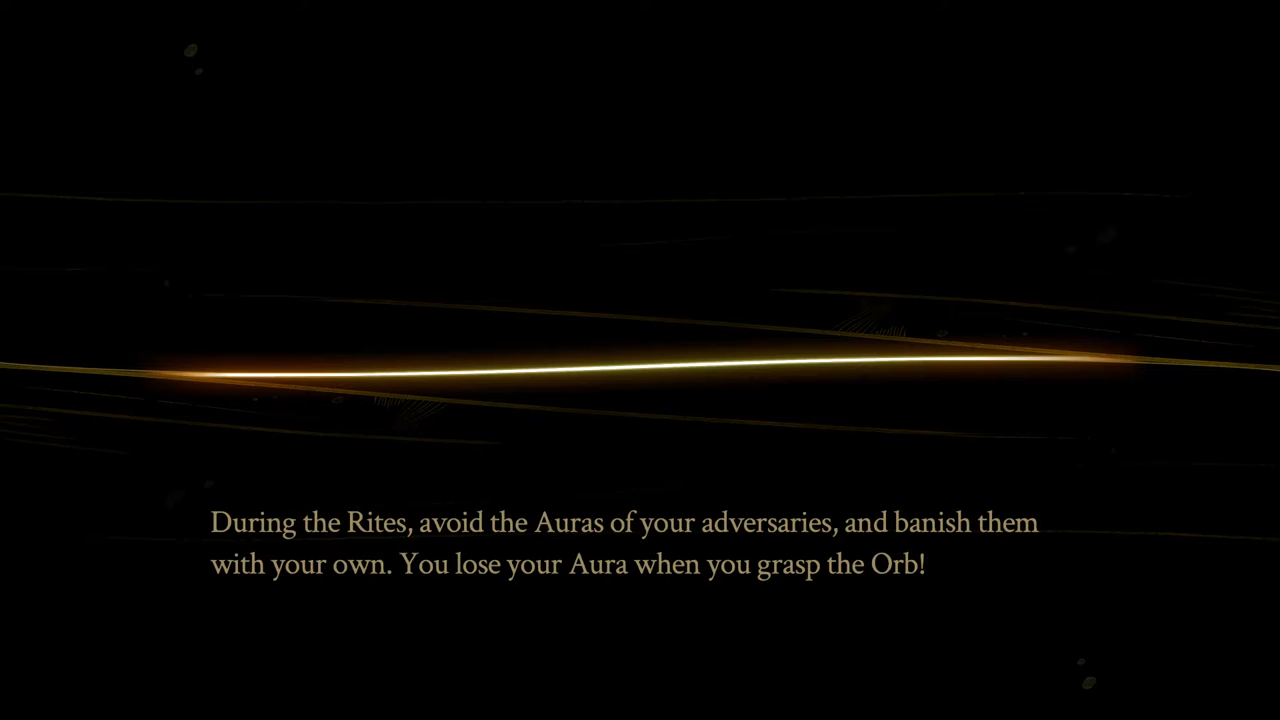 During the Rites, avoid the Auras of your adversaries, and banish them
with your own. You lose your Aura when you grasp the Orb!